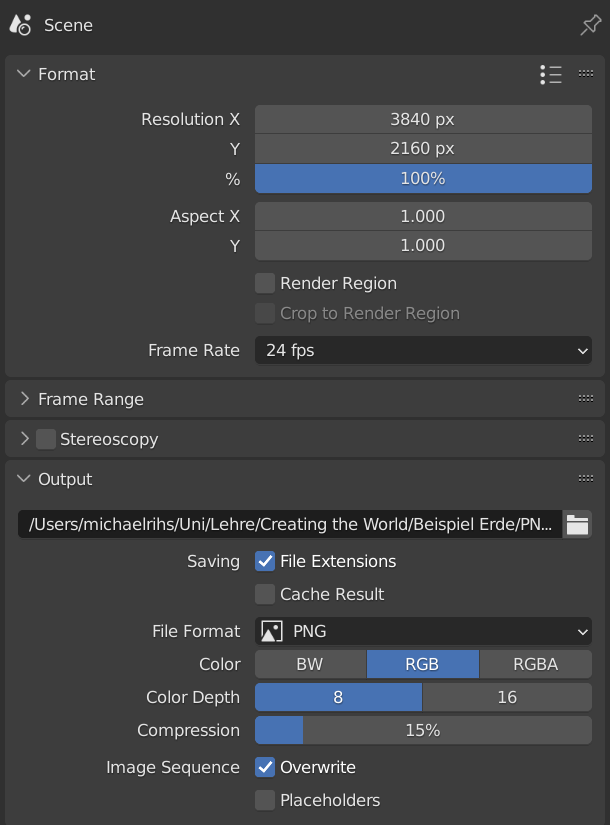 Scene
Format
Resolution X 3840 px
Y 2160 px
% 100%
Aspect X 1.000
Y 1.000
Render Region
Crop to Render Region
Frame Rate 24 fps
Frame Range
Stereoscopy
Output
/Users/michaelrihs/Uni/Lehre/Creating the World/Beispiel Erde/PN...
Saving File Extensions
Cache Result
File Format PNG
Color BW RGB RGBA
Color Depth 8 16
Compression 15%
Image Sequence Overwrite
Placeholders